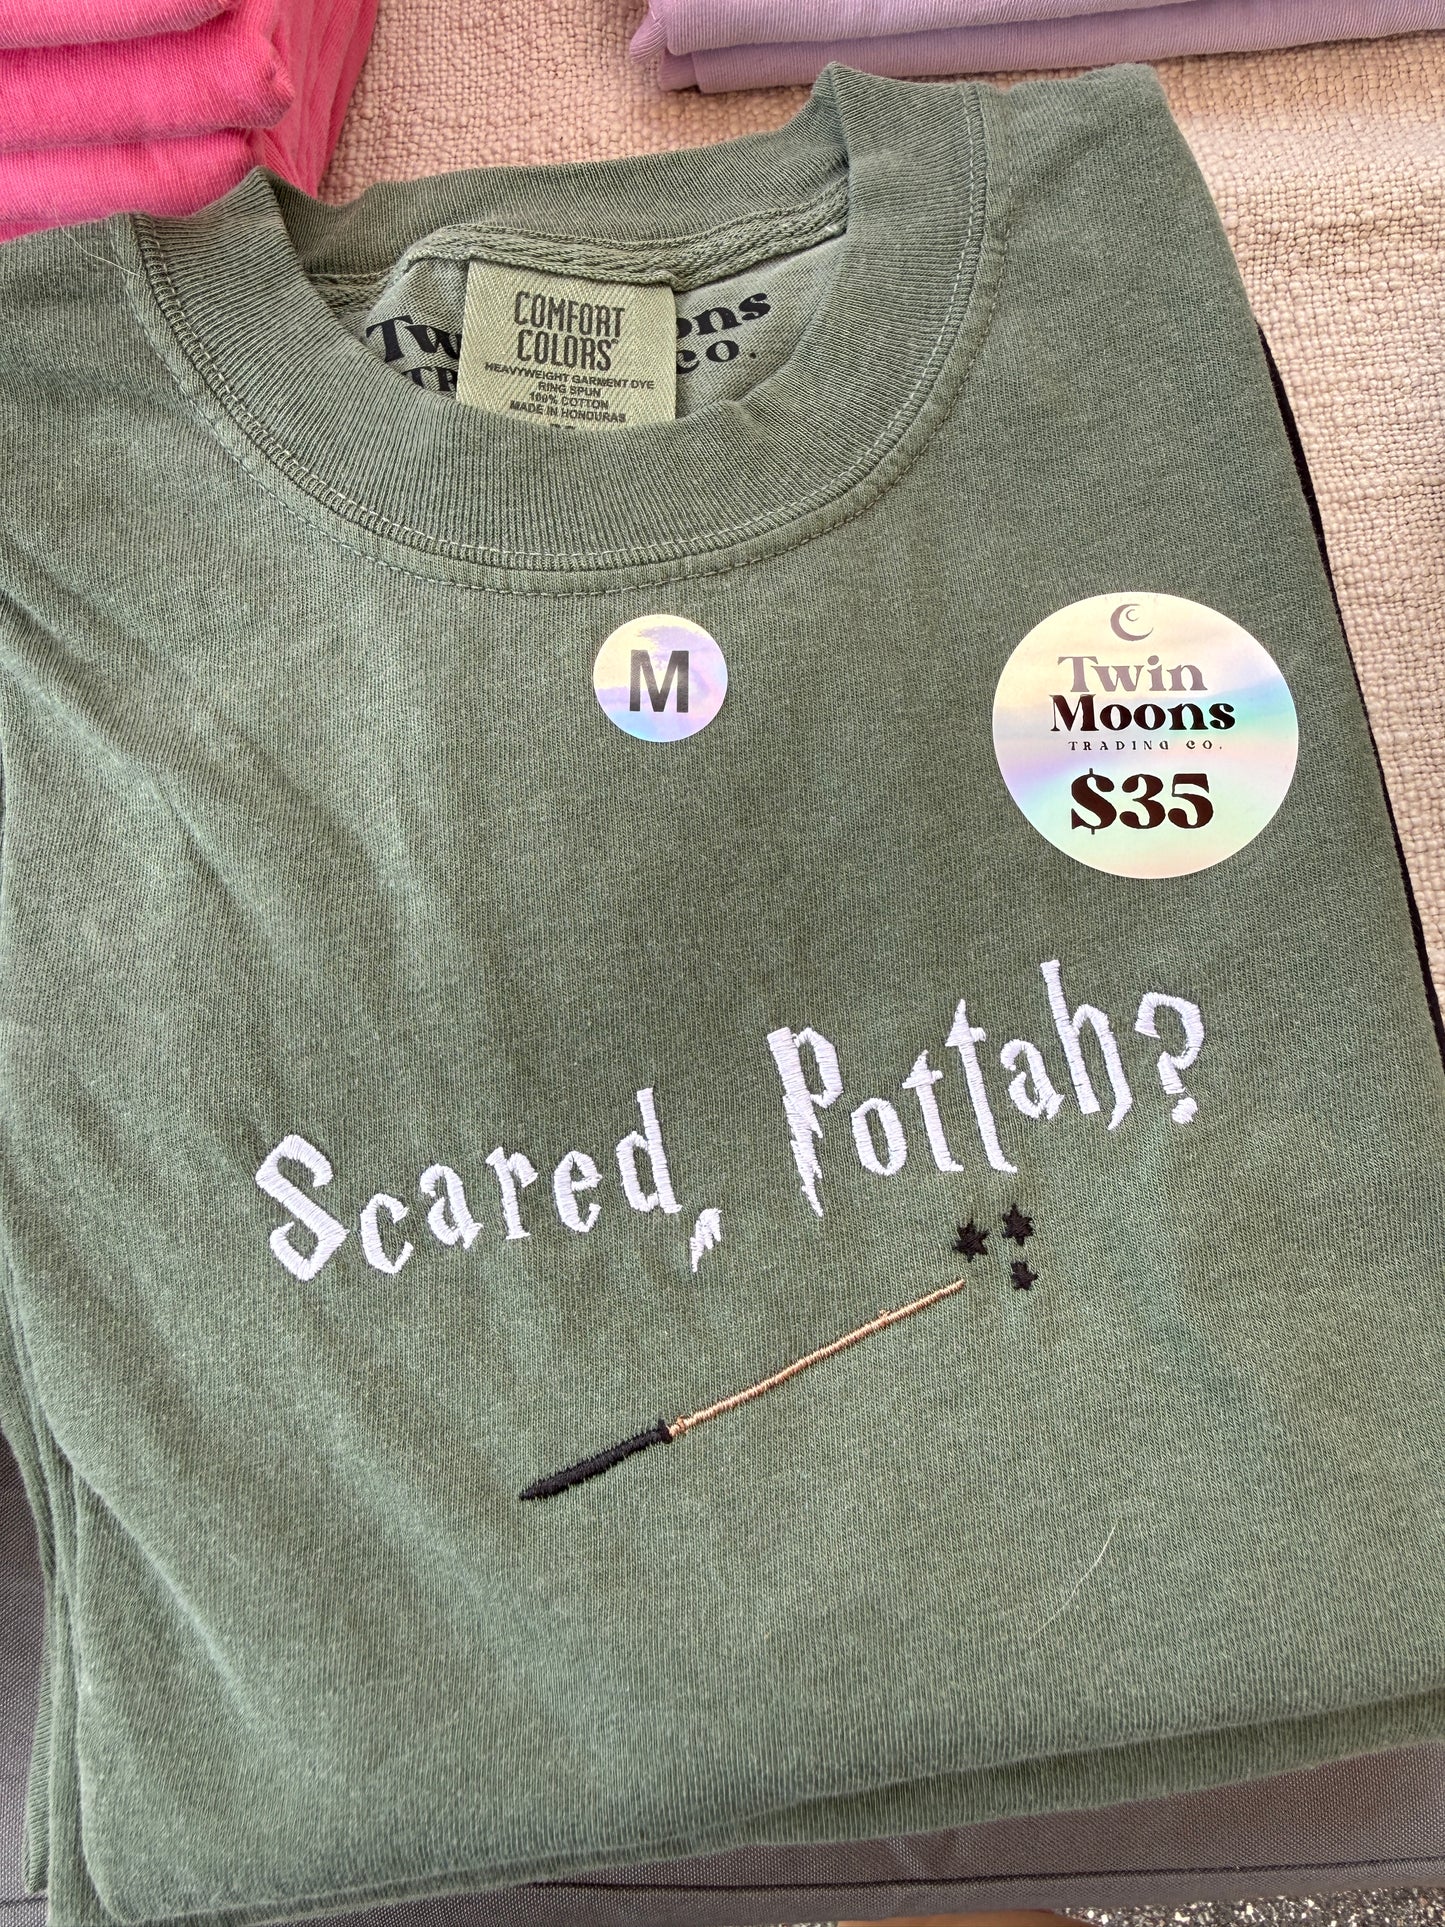 COMFORT
COLORS
HEAVYWEIGHT GARMENT DYE
RING SPUN
100% COTTON
MADE IN HONDURAS
M
Twin
Moons
TRADING CO.
$35
Scared, Pottah?